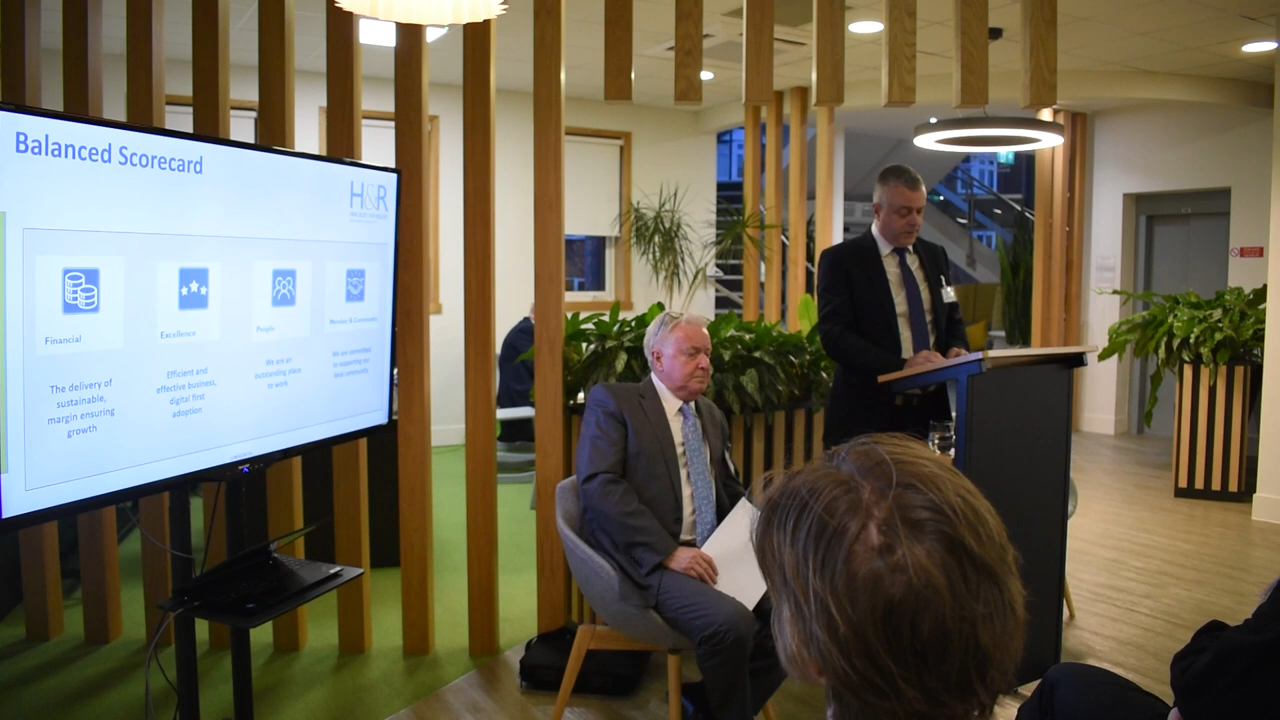 Balanced Scorecard
H&R
Financial
Excellence
People
Member & Community
The delivery of
sustainable,
margin ensuring
growth
Efficient and
effective business,
digital first
adoption
We are an
outstanding place
to work
We are committed
to supporting our
local community